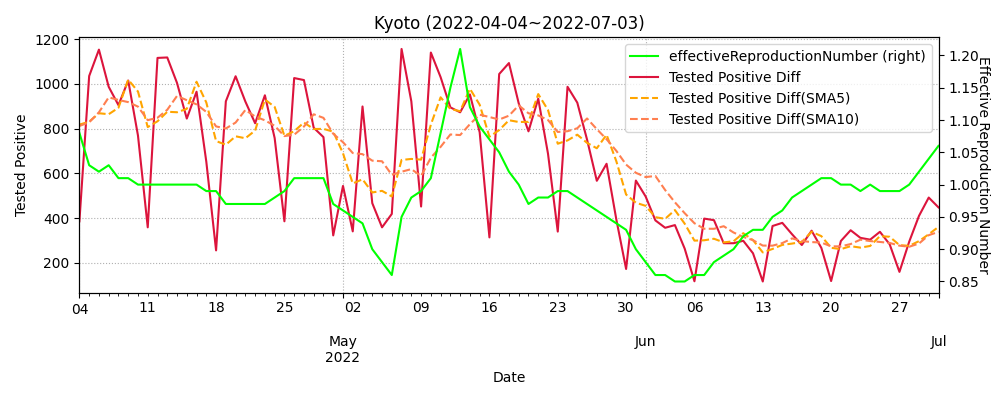 Kyoto (2022-04-04~2022-07-03)
effectiveReproductionNumber (right)
Tested Positive Diff
Tested Positive Diff(SMA5)
Tested Positive Diff(SMA10)
Tested Positive
1200
1000
800
600
400
200
Effective Reproduction Number
1.20
1.15
1.10
1.05
1.00
0.95
0.90
0.85
04 11 18 25 02 09 16 23 30 06 13 20 27
May Jun Jul
2022
Date